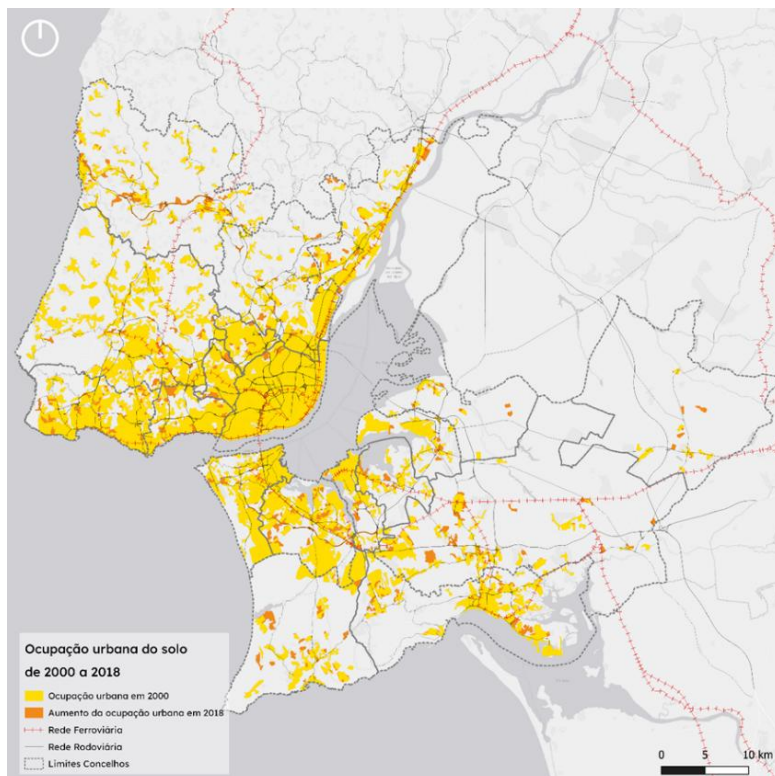 Ocupação urbana do solo
de 2000 a 2018
Ocupação urbana em 2000
Aumento da ocupação urbana em 2018
Rede Ferroviária
Rede Rodoviária
Limites Concelhos
0 5 10 km